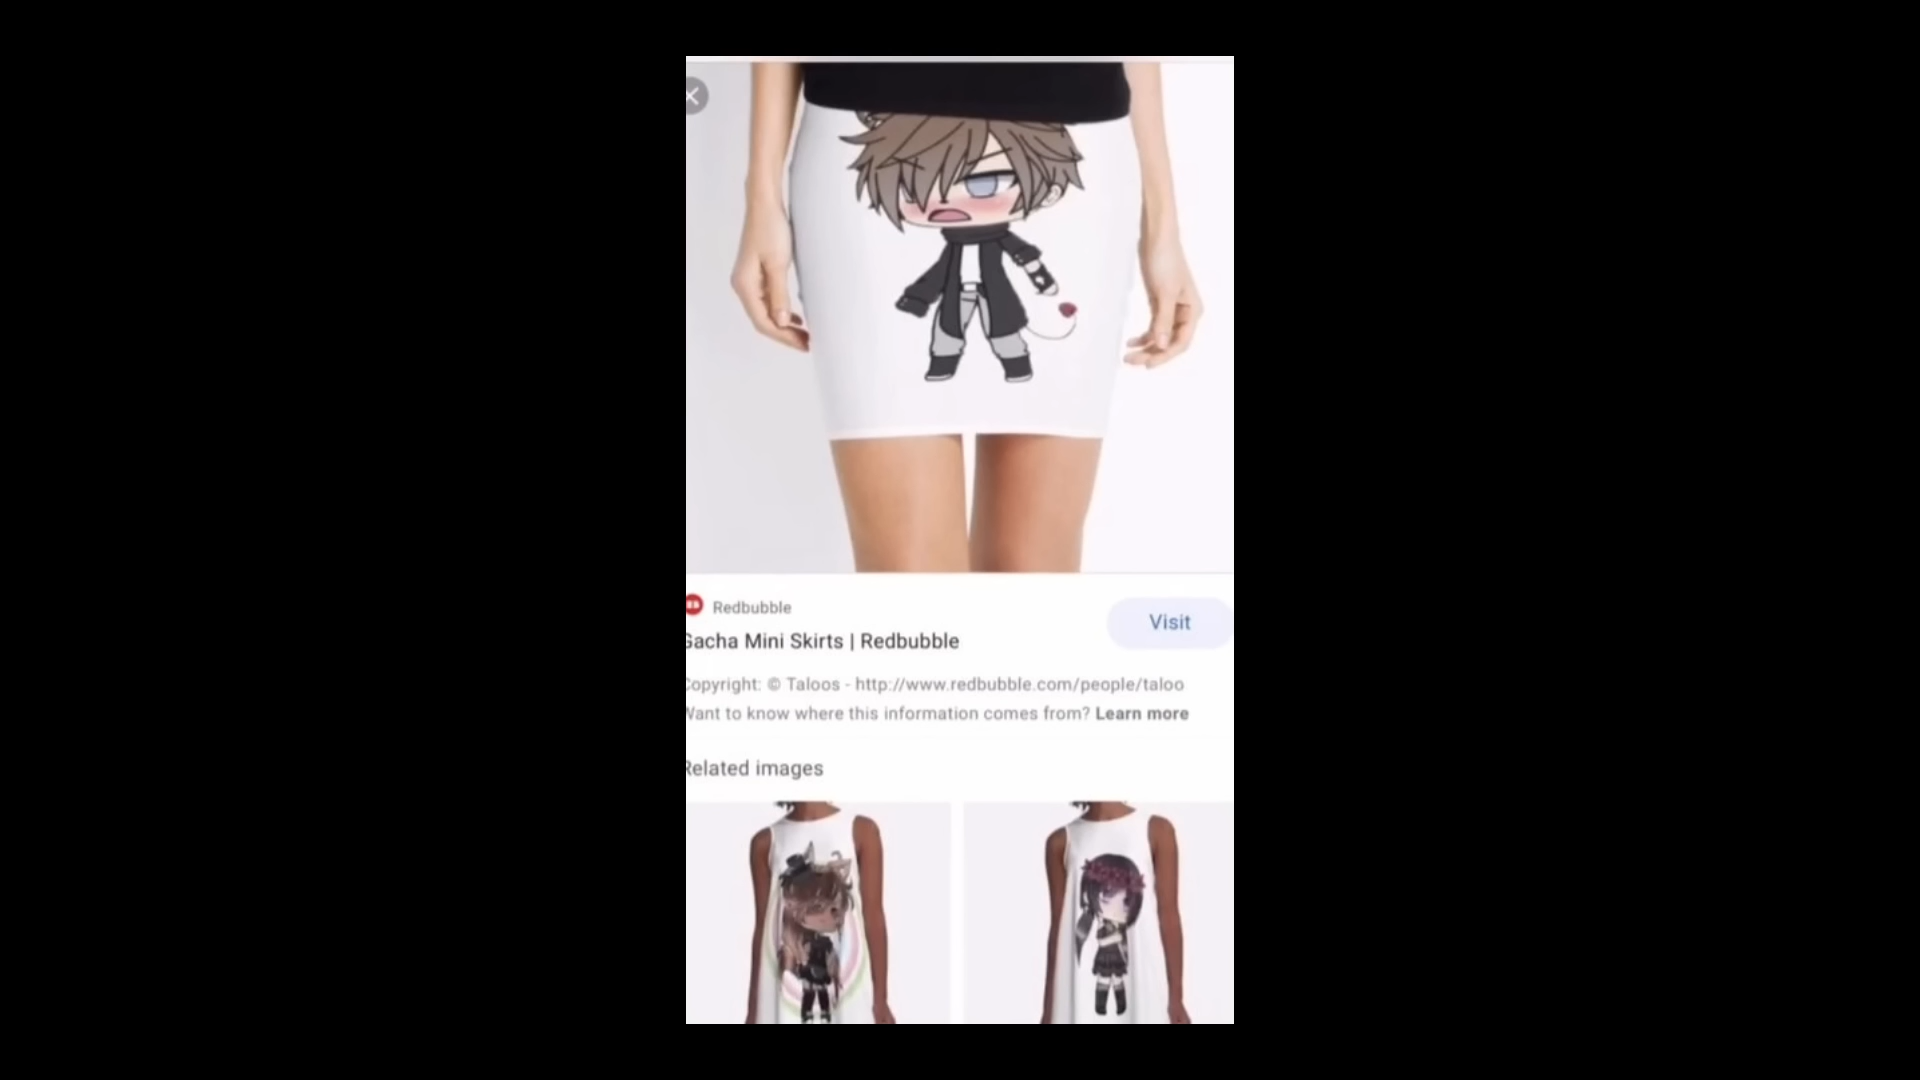 Redbubble
Visit
Gacha Mini Skirts | Redbubble
Copyright: © Taloos - http://www.redbubble.com/people/taloo
Want to know where this information comes from? Learn more
Related images